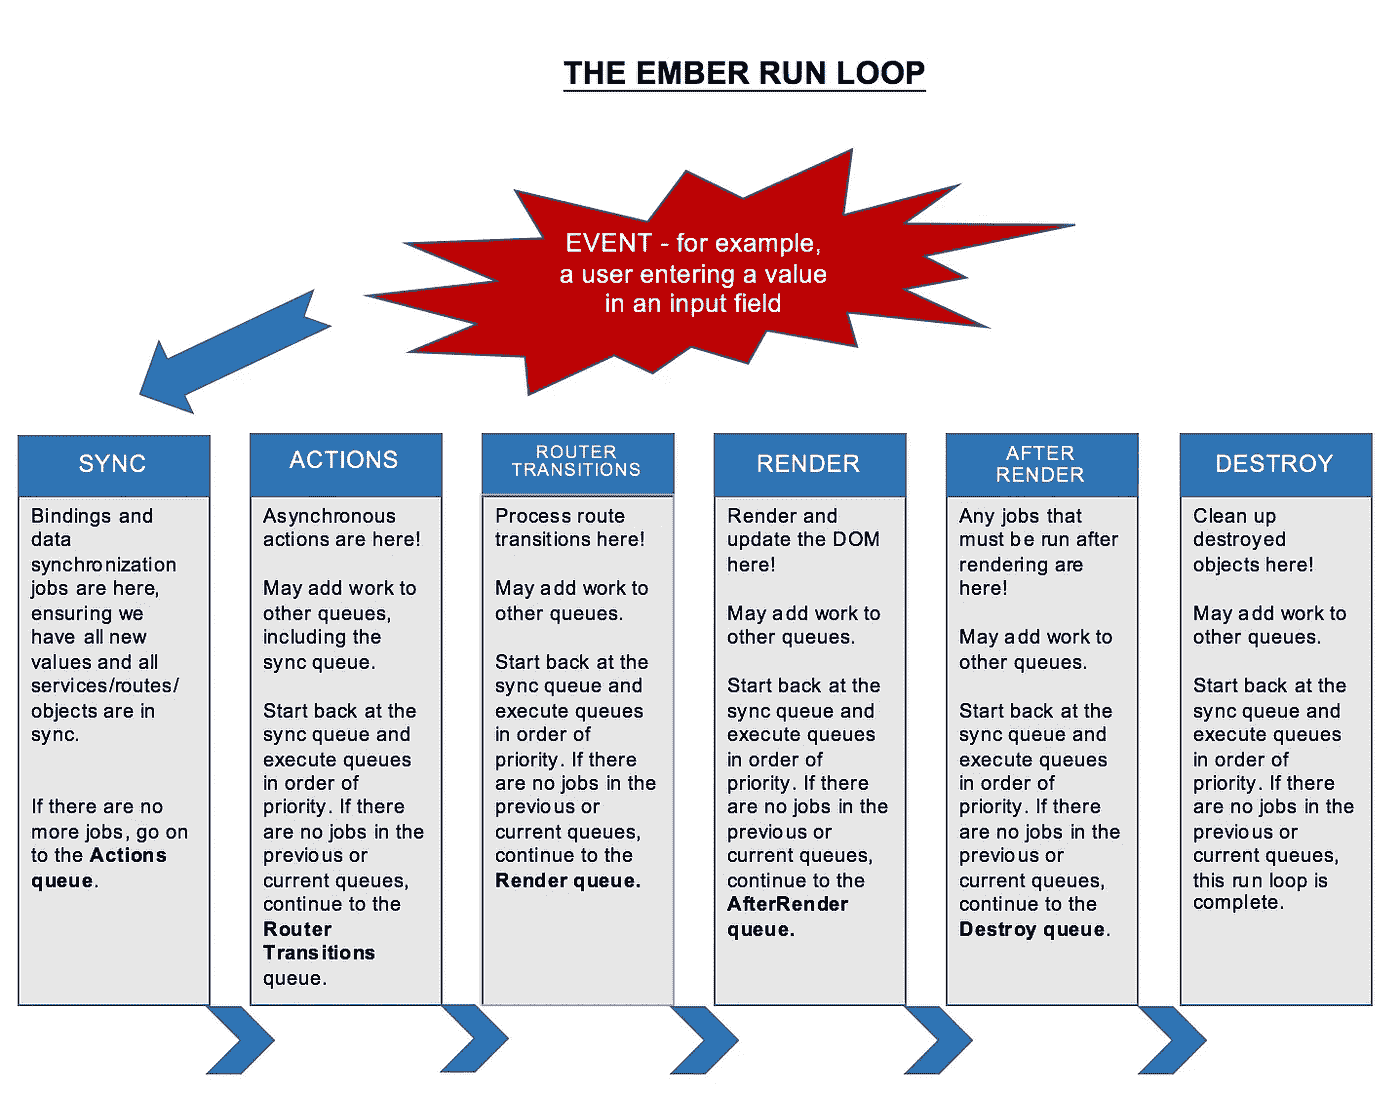 THE EMBER RUN LOOP
EVENT - for example,
a user entering a value
in an input field
SYNC
Bindings and
data
synchronization
jobs are here,
ensuring we
have all new
values and all
services/routes/
objects are in
sync.
If there are no
more jobs, go on
to the Actions
queue.
ACTIONS
Asynchronous
actions are here!
May add work to
other queues,
including the
sync queue.
Start back at the
sync queue and
execute queues
in order of
priority. If there
are no jobs in the
previous or
current queues,
continue to the
Router
Transitions
queue.
ROUTER
TRANSITIONS
Process route
transitions here!
May add work to
other queues.
Start back at the
sync queue and
execute queues
in order of
priority. If there
are no jobs in the
previous or
current queues,
continue to the
Render queue.
RENDER
Render and
update the DOM
here!
May add work to
other queues.
Start back at the
sync queue and
execute queues
in order of
priority. If there
are no jobs in the
previous or
current queues,
continue to the
AfterRender
queue.
AFTER
RENDER
Any jobs that
must be run after
rendering are
here!
May add work to
other queues.
Start back at the
sync queue and
execute queues
in order of
priority. If there
are no jobs in the
previous or
current queues,
continue to the
Destroy queue.
DESTROY
Clean up
destroyed
objects here!
May add work to
other queues.
Start back at the
sync queue and
execute queues
in order of
priority. If there
are no jobs in the
previous or
current queues,
this run loop is
complete.